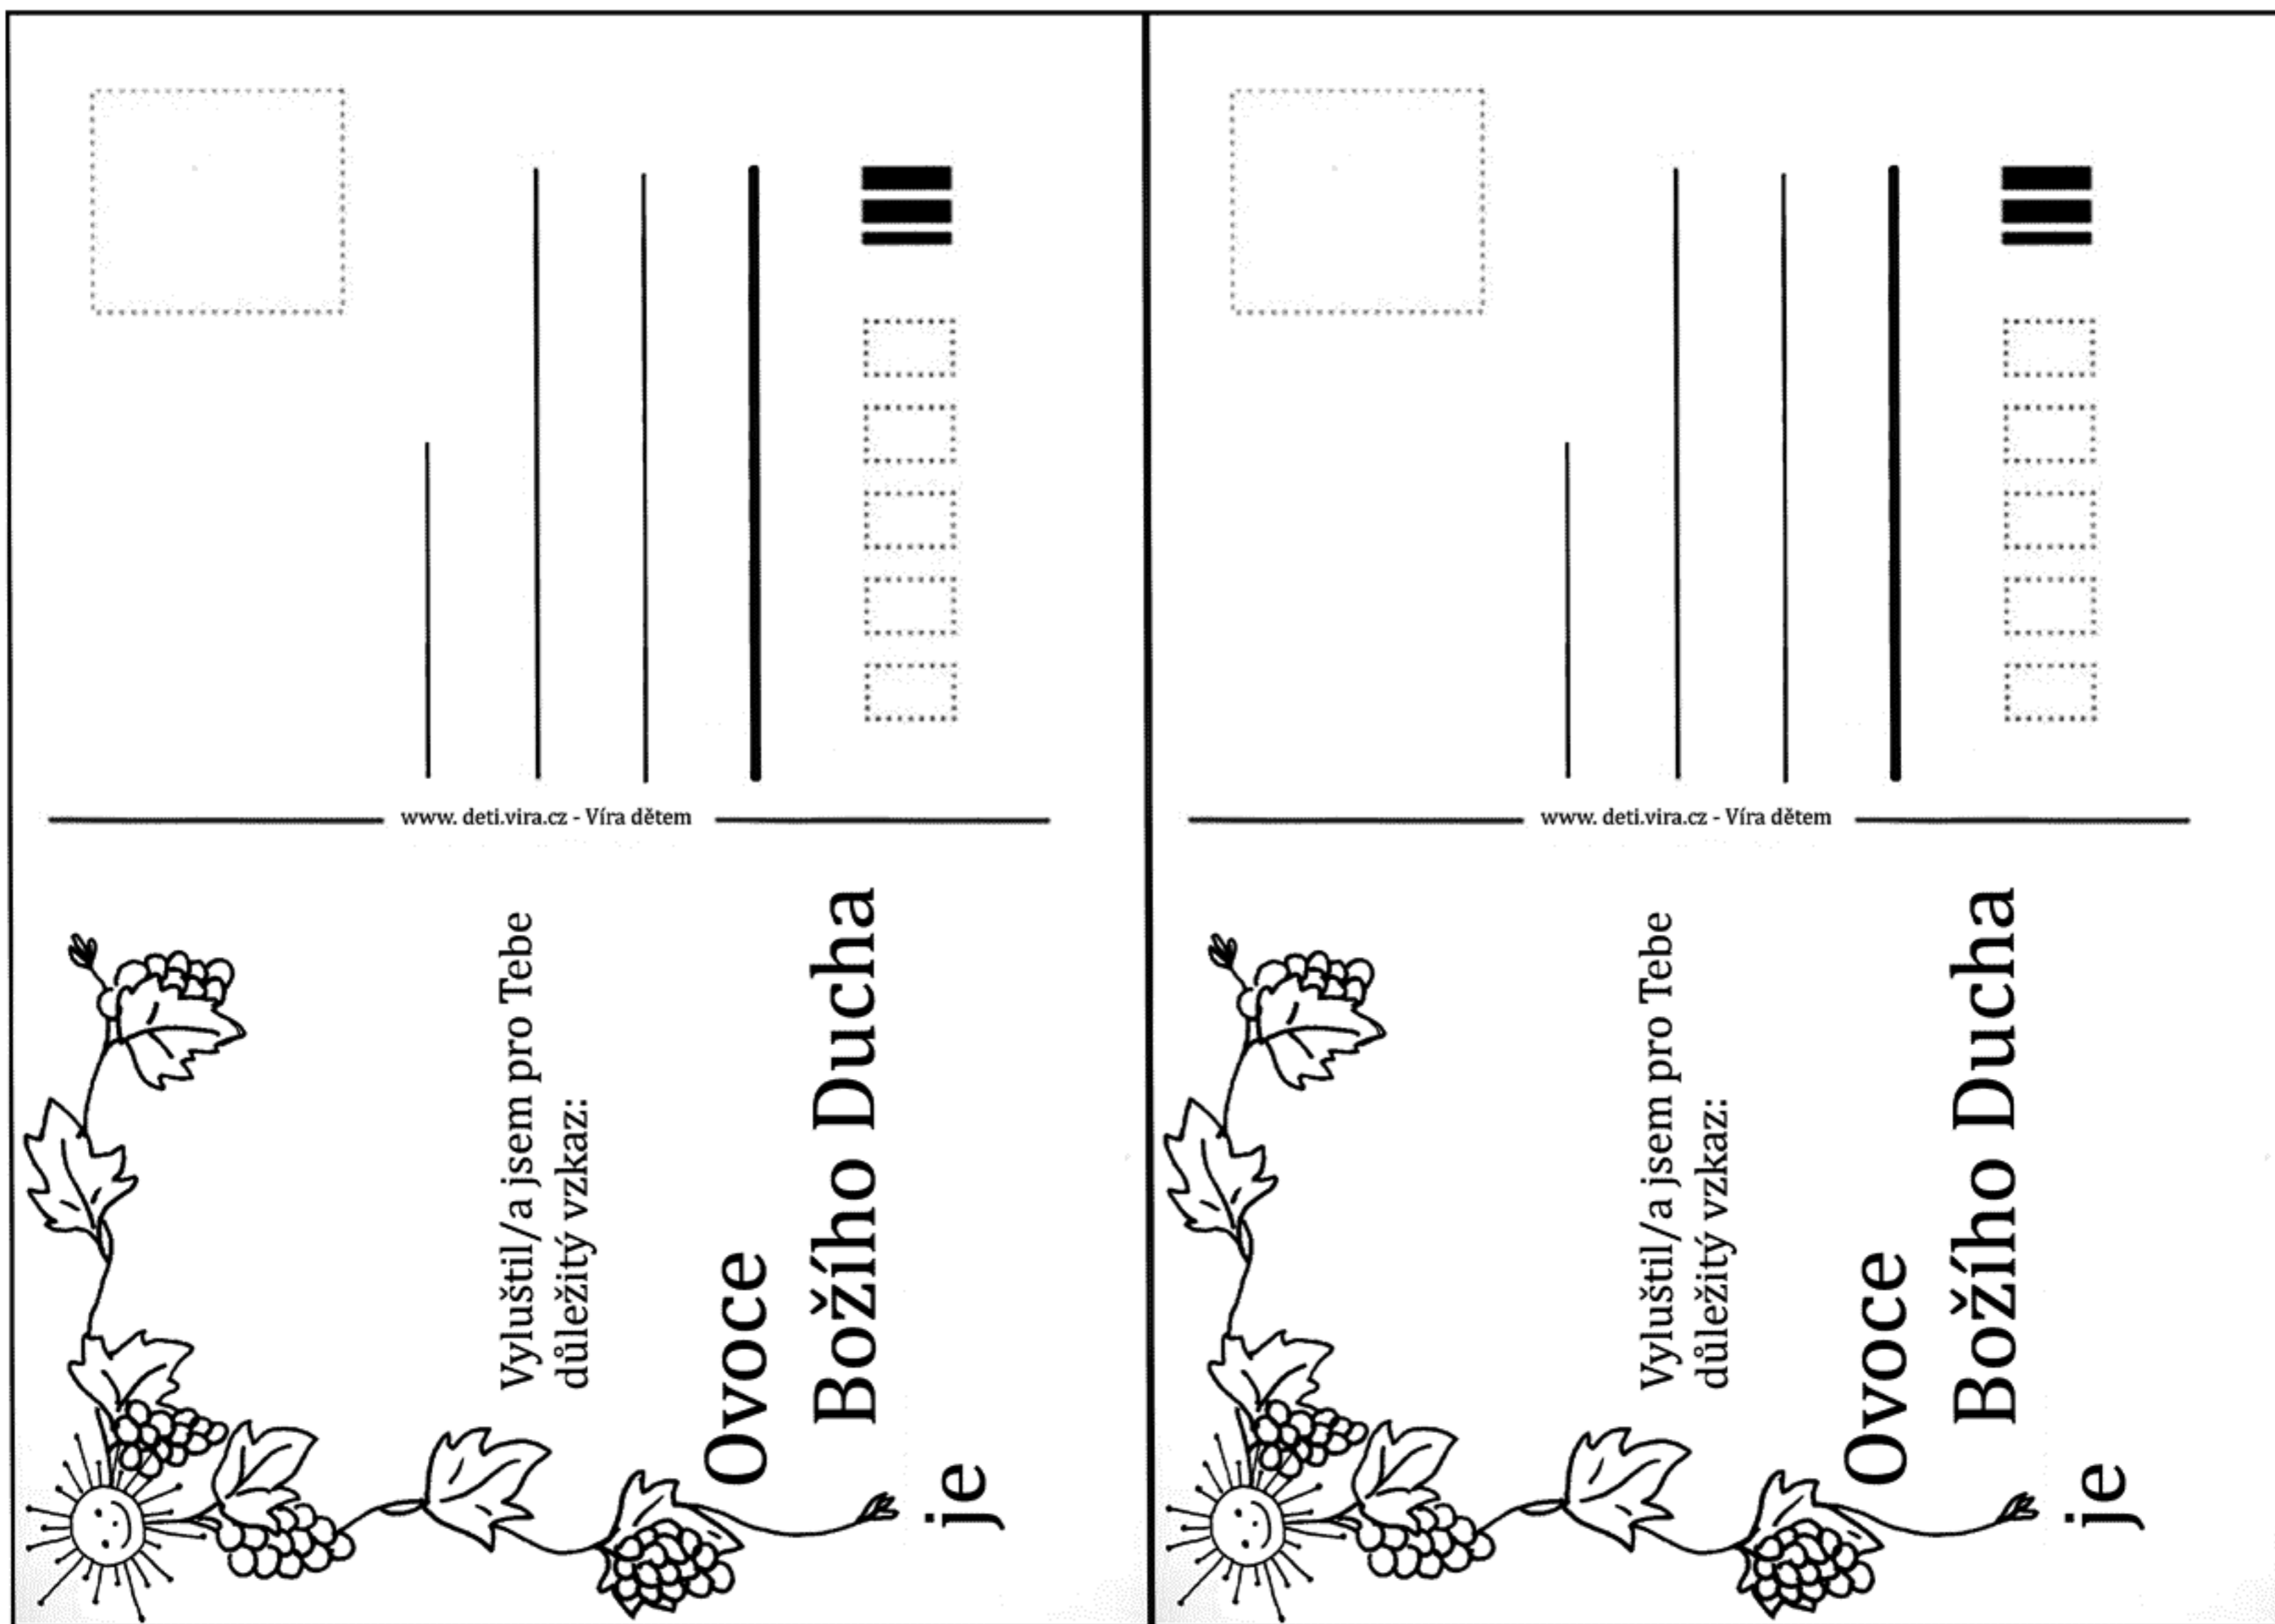 www. deti.vira.cz - Víra dětem
Vyluštil/a jsem pro Tebe
důležitý vzkaz:
Ovoce
Božího Ducha
je
www. deti.vira.cz - Víra dětem
Vyluštil/a jsem pro Tebe
důležitý vzkaz:
Ovoce
Božího Ducha
je